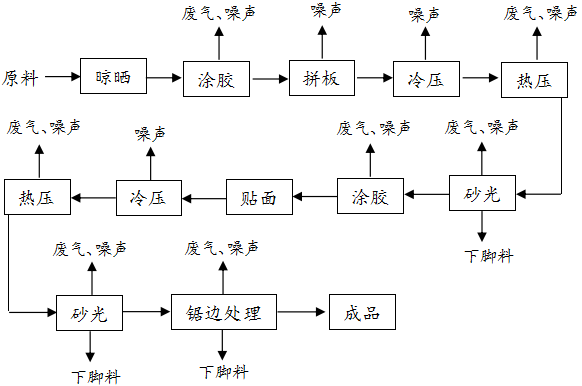 废气、噪声 噪声 噪声 废气、噪声
原料 晾晒 涂胶 拼板 冷压 热压
废气、噪声 噪声 废气、噪声 废气、噪声
热压 冷压 贴面 涂胶 砂光
下脚料
废气、噪声 废气、噪声
砂光 锯边处理 成品
下脚料 下脚料